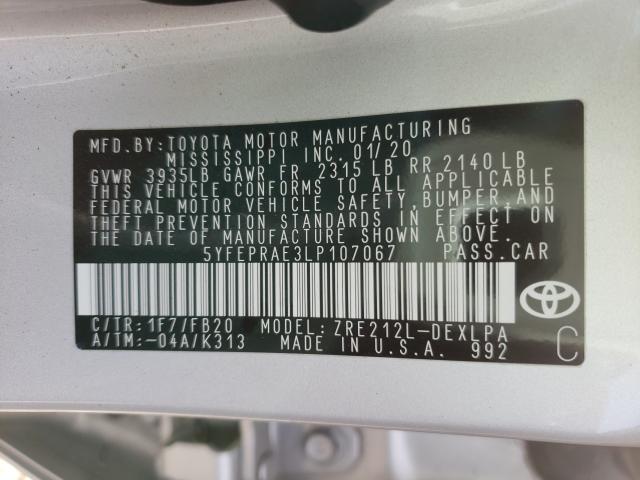 MFD.BY:TOYOTA MOTOR MANUFACTURING
MISSISSIPPI INC. 01/20
GVWR 3935LB GAWR FR 2315 LB RR 2140 LB
THIS VEHICLE CONFORMS TO ALL APPLICABLE
FEDERAL MOTOR VEHICLE SAFETY,BUMPER,AND
THEFT PREVENTION STANDARDS IN EFFECT ON
THE DATE OF MANUFACTURE SHOWN ABOVE.
5YFEPRAE3LP107067 PASS.CAR
C/TR:1F7/FB20 MODEL:ZRE212L-DEXLPA
A/TM:-04A/K313 MADE IN U.S.A. 992
C